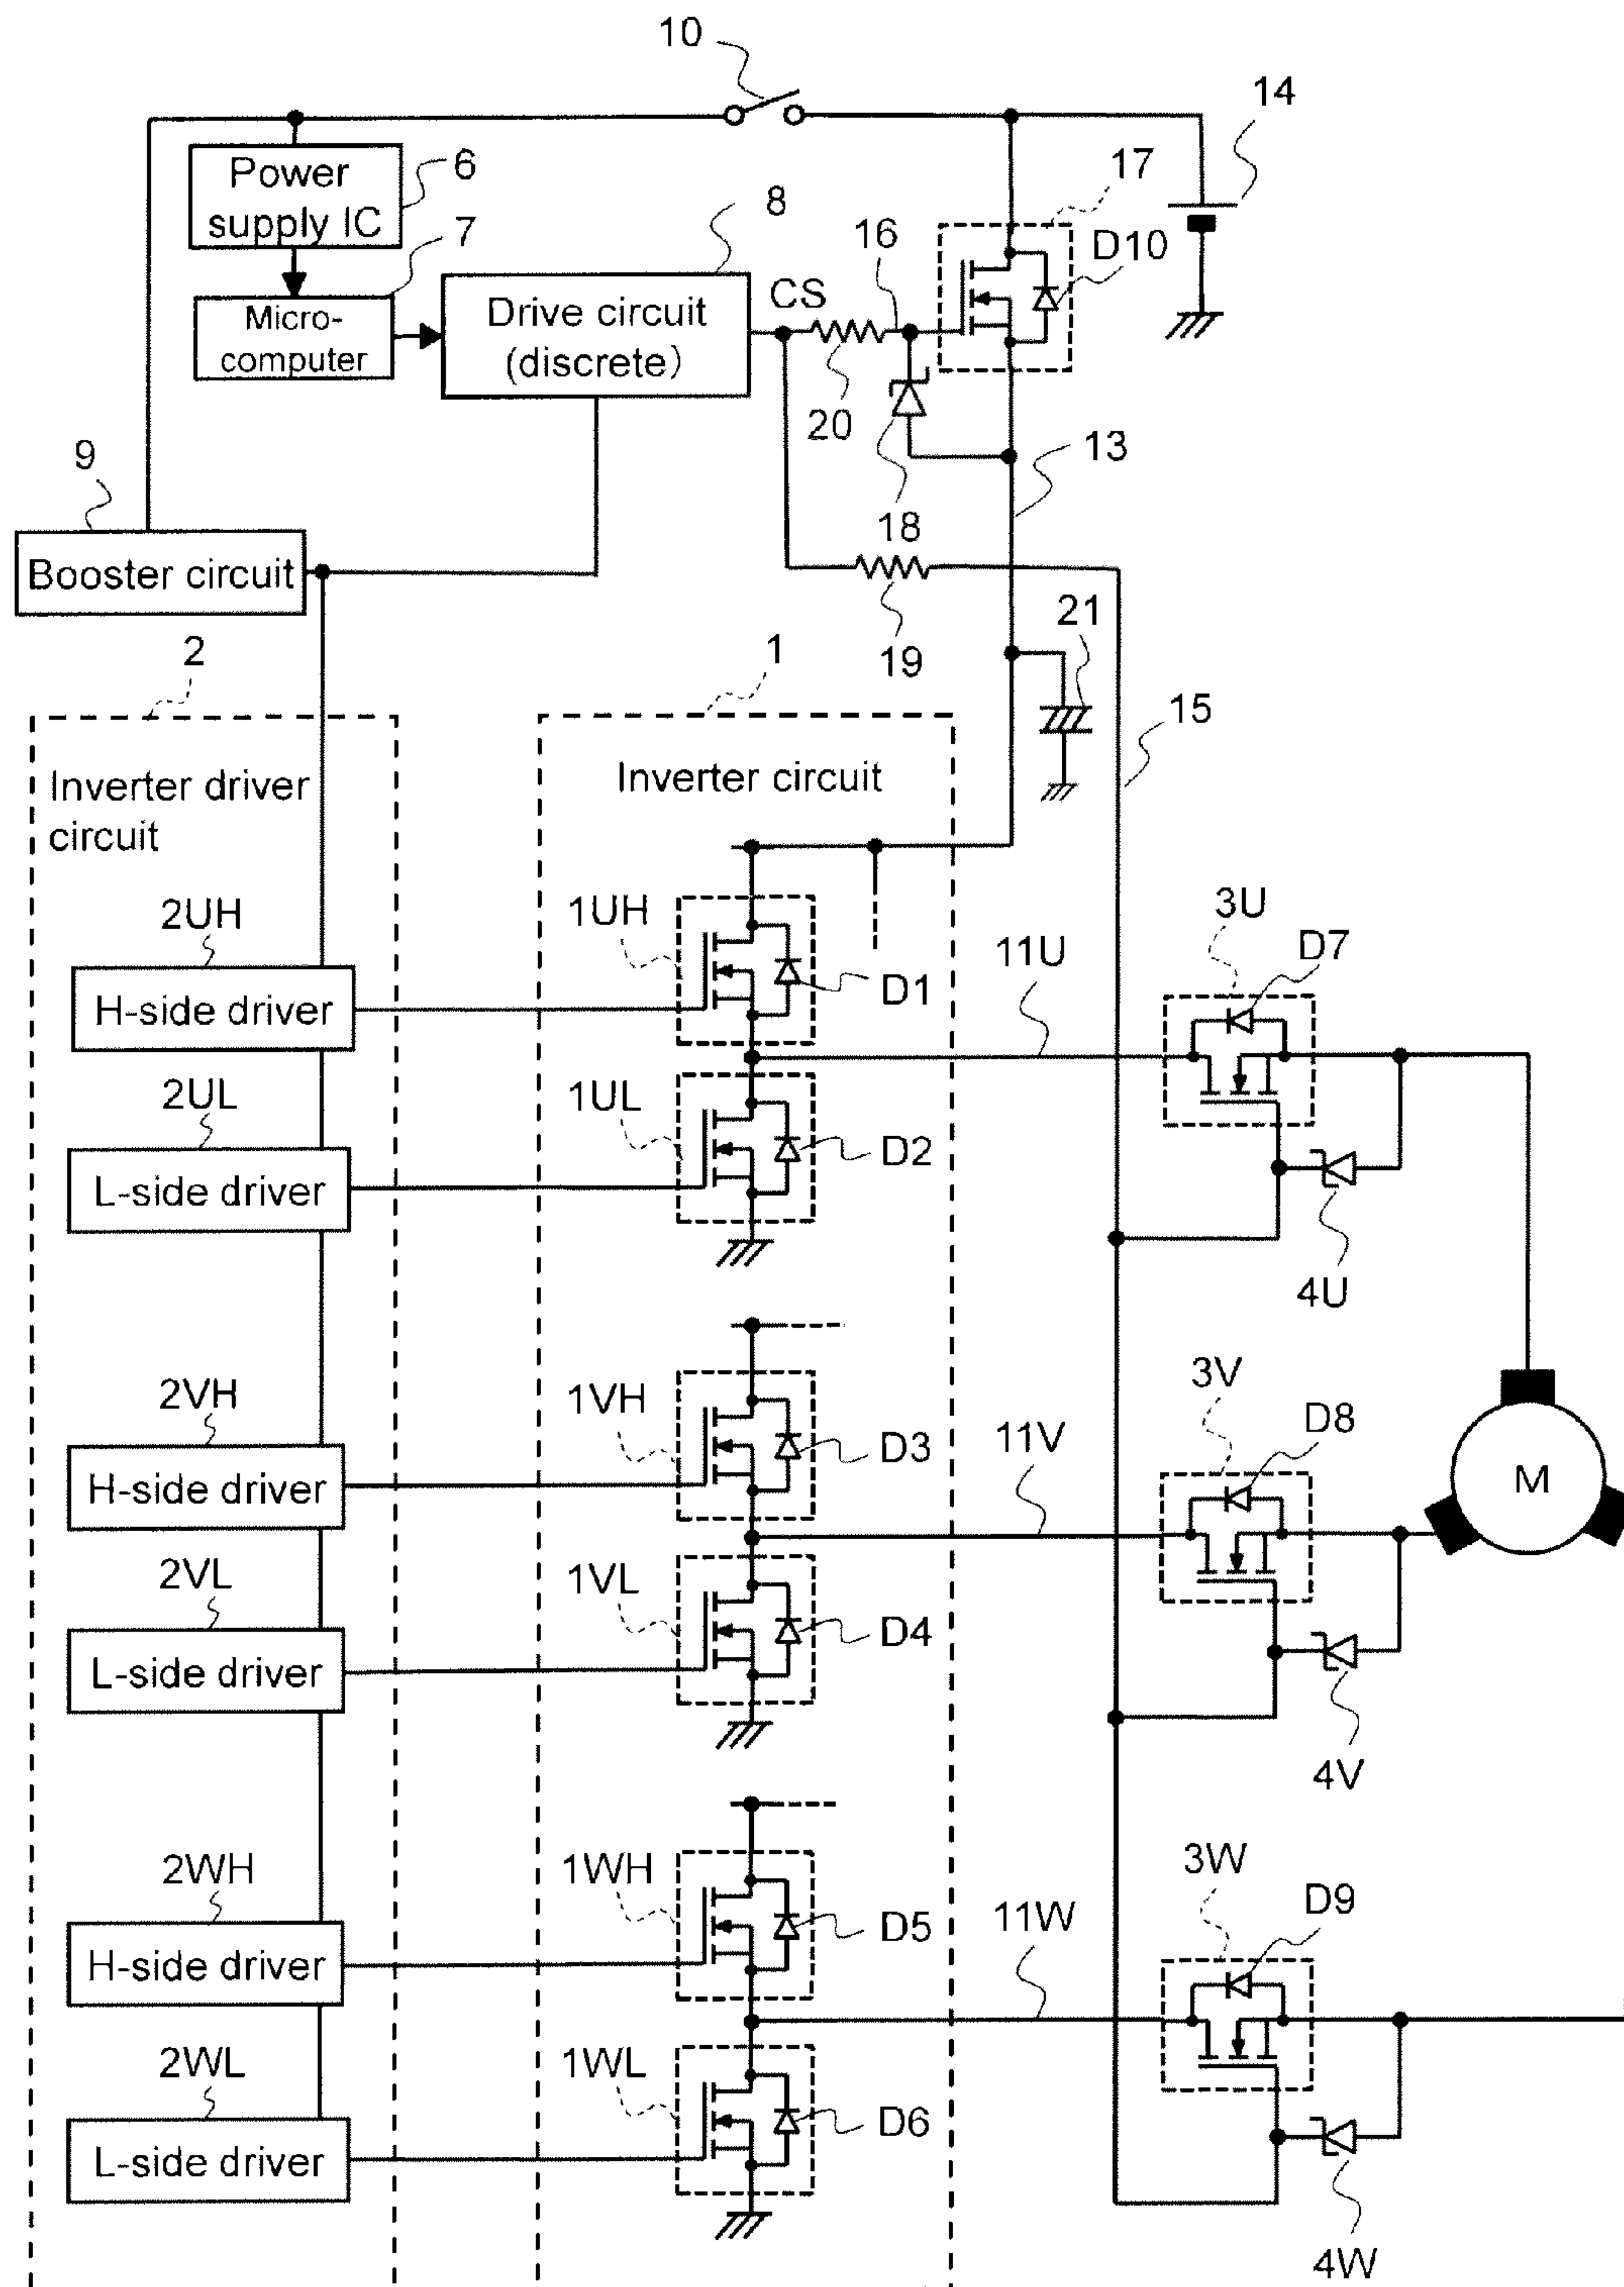 10
14
Power
supply IC
6
17
7
8
16
D10
Micro-
computer
Drive circuit
(discrete)
CS
20
13
9
18
Booster circuit
19
21
2
1
15
Inverter driver
circuit
Inverter circuit
2UH
1UH
11U
3U
D7
H-side driver
D1
2UL
1UL
D2
L-side driver
4U
2VH
1VH
11V
3V
D8
H-side driver
D3
M
2VL
1VL
D4
L-side driver
4V
2WH
1WH
11W
3W
D9
H-side driver
D5
2WL
1WL
D6
L-side driver
4W